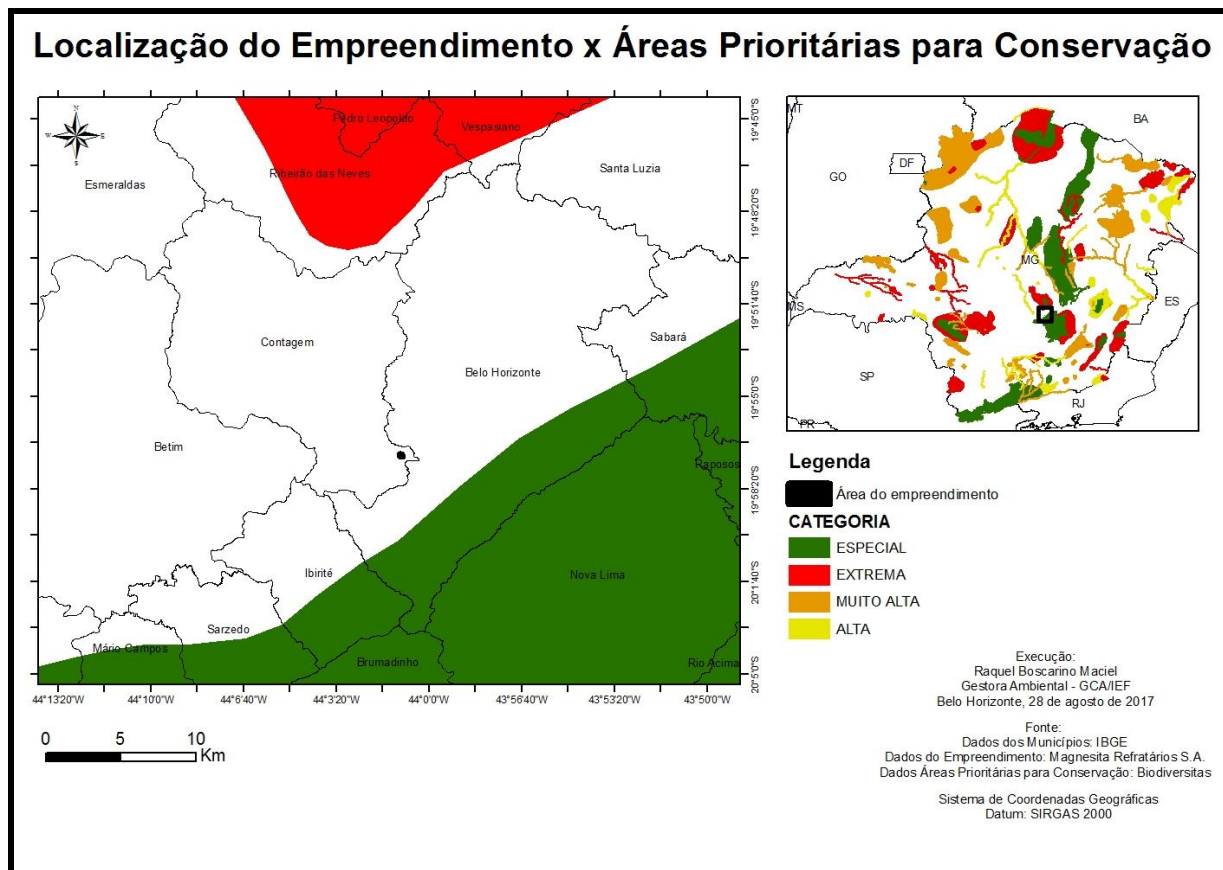 Localização do Empreendimento x Áreas Prioritárias para Conservação
N
W
E
S
Pedro Leopoldo
Vespasiano
Ribeirão das Neves
Esmeraldas
Santa Luzia
Contagem
Sabará
Belo Horizonte
Betim
Raposos
Ibirité
Nova Lima
Sarzedo
Mário Campos
Brumadinho
Rio Acima
19°45'0"S
19°48'20"S
19°51'40"S
19°55'0"S
19°58'20"S
20°1'40"S
20°5'0"S
44°13'20"W
44°10'0"W
44°6'40"W
44°3'20"W
44°0'0"W
43°56'40"W
43°53'20"W
43°50'0"W
0 5 10
Km
MT
BA
DF
GO
MG
ES
MS
SP
RJ
PR
Legenda
Área do empreendimento
CATEGORIA
ESPECIAL
EXTREMA
MUITO ALTA
ALTA
Execução:
Raquel Boscarino Maciel
Gestora Ambiental - GCA/IEF
Belo Horizonte, 28 de agosto de 2017
Fonte:
Dados dos Municípios: IBGE
Dados do Empreendimento: Magnesita Refratários S.A.
Dados Áreas Prioritárias para Conservação: Biodiversitas
Sistema de Coordenadas Geográficas
Datum: SIRGAS 2000